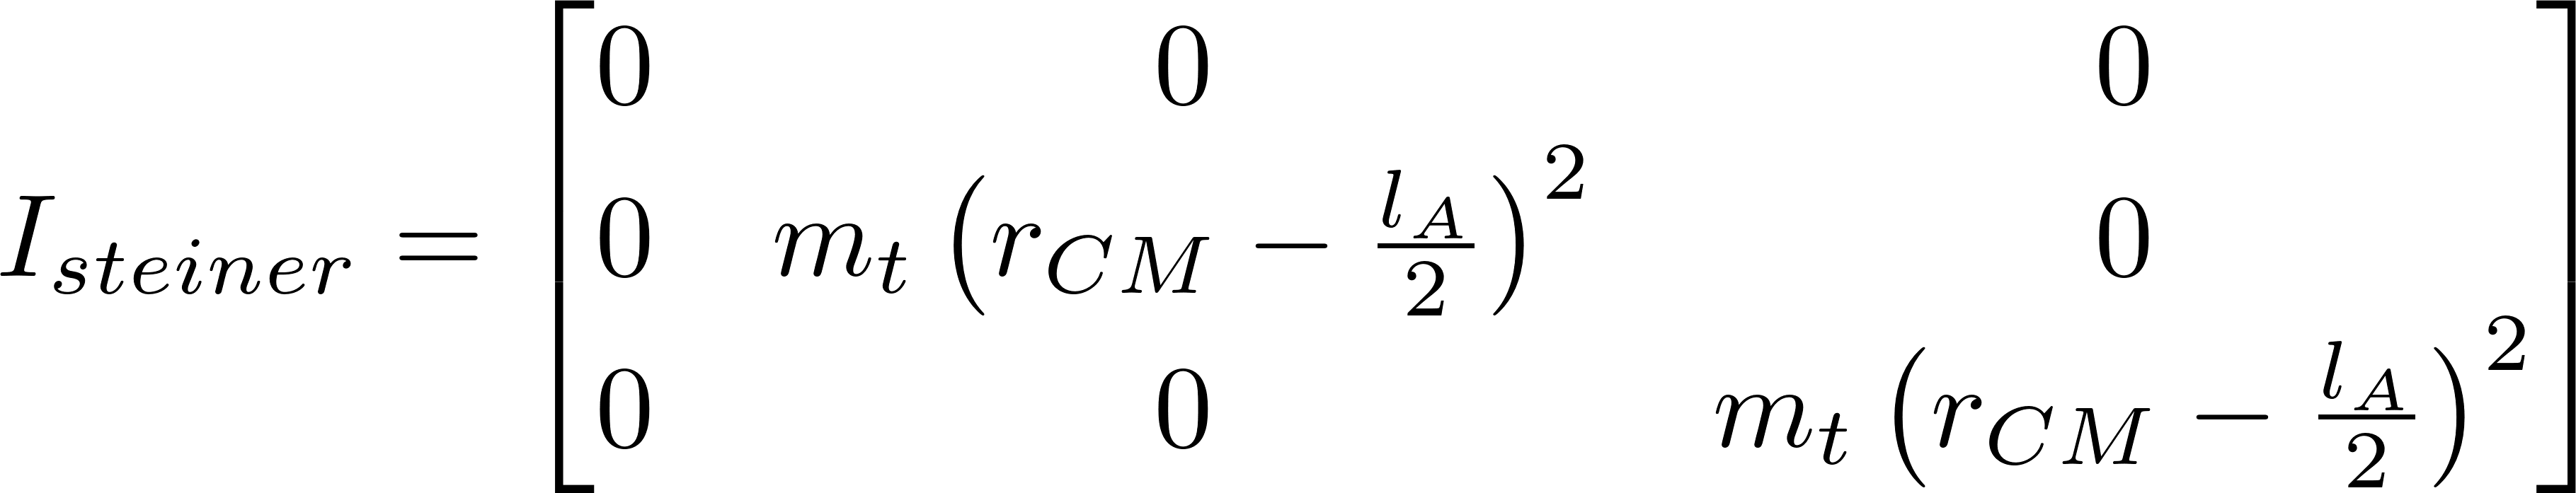 I_{steiner} = \begin{bmatrix} 0 & 0 & 0 \\ 0 & m_t \left( r_{CM} - \frac{l_A}{2} \right)^2 & 0 \\ 0 & 0 & m_t \left( r_{CM} - \frac{l_A}{2} \right)^2 \end{bmatrix}